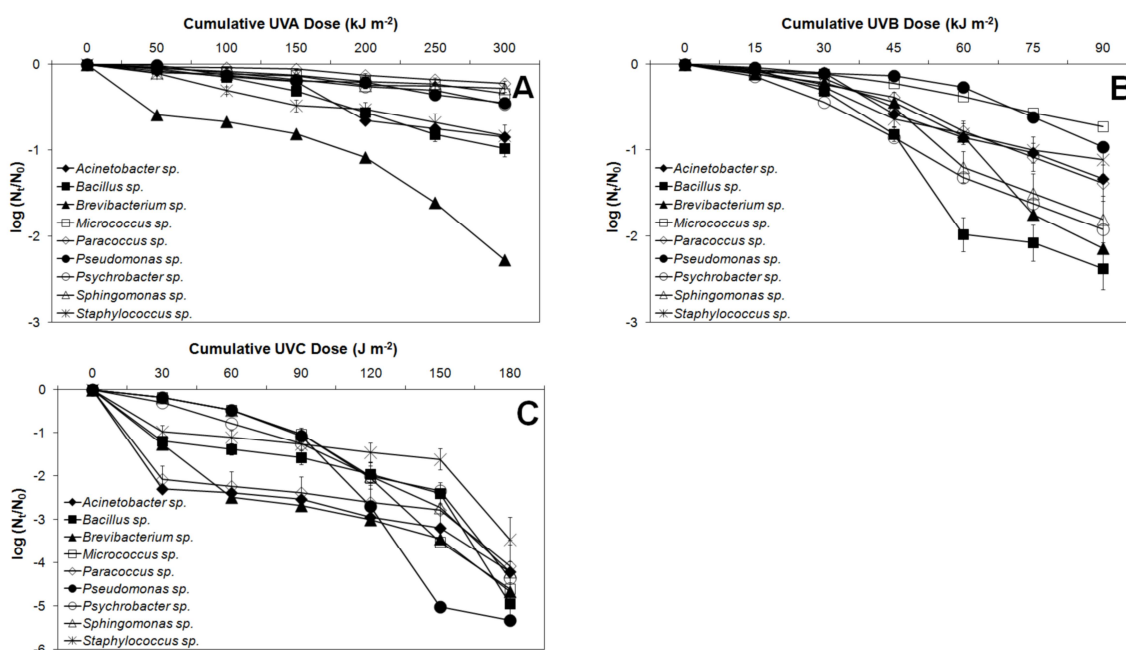 Cumulative UVA Dose (kJ m-2)
0 50 100 150 200 250 300
0
-1
-2
-3
log (Nt/N0)
A
Acinetobacter sp.
Bacillus sp.
Brevibacterium sp.
Micrococcus sp.
Paracoccus sp.
Pseudomonas sp.
Psychrobacter sp.
Sphingomonas sp.
Staphylococcus sp.
Cumulative UVB Dose (kJ m-2)
0 15 30 45 60 75 90
0
-1
-2
-3
log (Nt/N0)
B
Acinetobacter sp.
Bacillus sp.
Brevibacterium sp.
Micrococcus sp.
Paracoccus sp.
Pseudomonas sp.
Psychrobacter sp.
Sphingomonas sp.
Staphylococcus sp.
Cumulative UVC Dose (J m-2)
0 30 60 90 120 150 180
0
-1
-2
-3
-4
-5
-6
log (Nt/N0)
C
Acinetobacter sp.
Bacillus sp.
Brevibacterium sp.
Micrococcus sp.
Paracoccus sp.
Pseudomonas sp.
Psychrobacter sp.
Sphingomonas sp.
Staphylococcus sp.